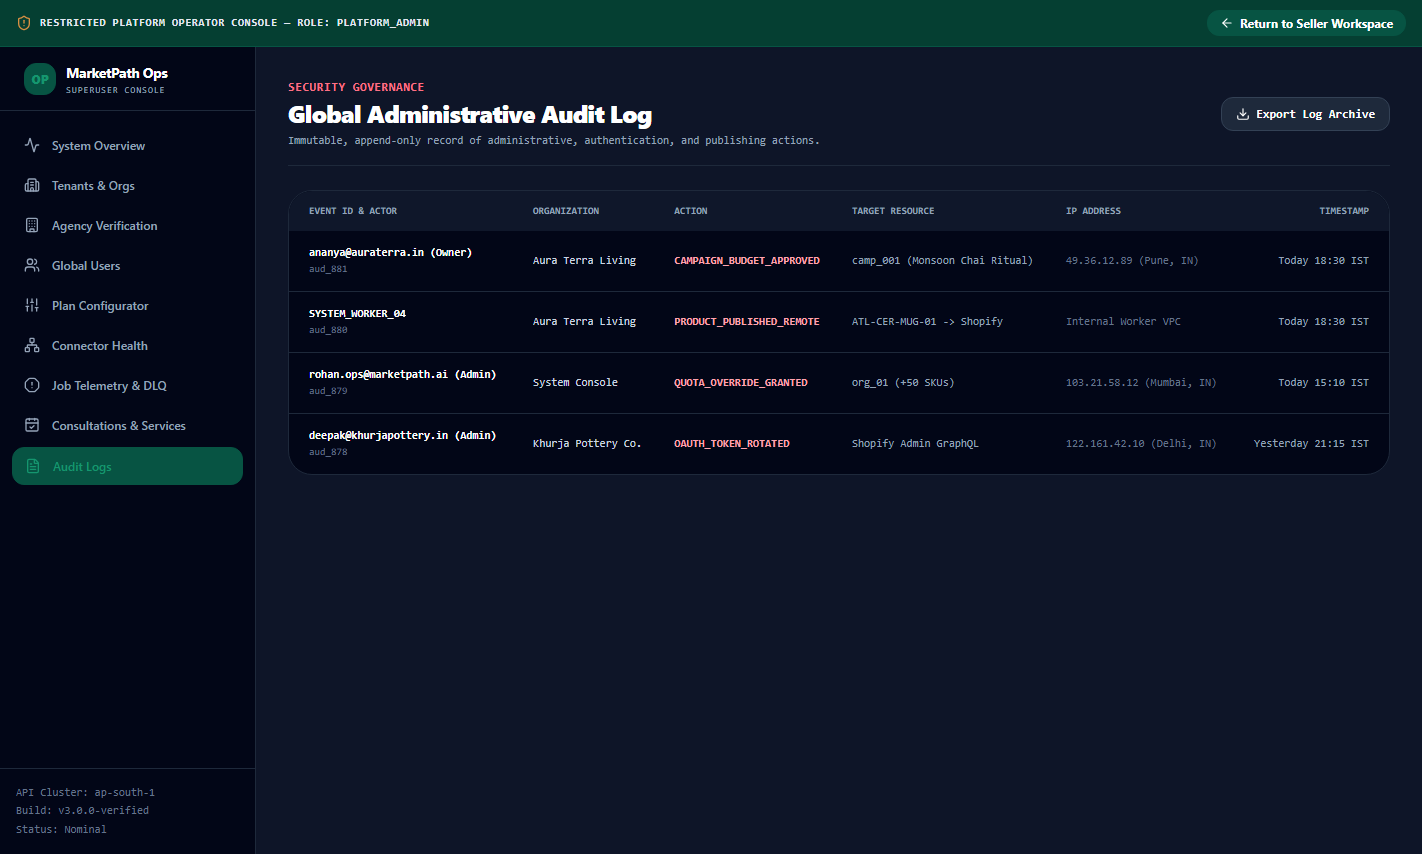 RESTRICTED PLATFORM OPERATOR CONSOLE — ROLE: PLATFORM_ADMIN
Return to Seller Workspace
OP
MarketPath Ops
SUPERUSER CONSOLE
System Overview
Tenants & Orgs
Agency Verification
Global Users
Plan Configurator
Connector Health
Job Telemetry & DLQ
Consultations & Services
Audit Logs
API Cluster: ap-south-1
Build: v3.0.0-verified
Status: Nominal
SECURITY GOVERNANCE
Global Administrative Audit Log
Immutable, append-only record of administrative, authentication, and publishing actions.
Export Log Archive
EVENT ID & ACTOR ORGANIZATION ACTION TARGET RESOURCE IP ADDRESS TIMESTAMP
ananya@auraterra.in (Owner)
aud_881
Aura Terra Living CAMPAIGN_BUDGET_APPROVED camp_001 (Monsoon Chai Ritual) 49.36.12.89 (Pune, IN) Today 18:30 IST
SYSTEM_WORKER_04
aud_880
Aura Terra Living PRODUCT_PUBLISHED_REMOTE ATL-CER-MUG-01 -> Shopify Internal Worker VPC Today 18:30 IST
rohan.ops@marketpath.ai (Admin)
aud_879
System Console QUOTA_OVERRIDE_GRANTED org_01 (+50 SKUs) 103.21.58.12 (Mumbai, IN) Today 15:10 IST
deepak@khurjapottery.in (Admin)
aud_878
Khurja Pottery Co. OAUTH_TOKEN_ROTATED Shopify Admin GraphQL 122.161.42.10 (Delhi, IN) Yesterday 21:15 IST